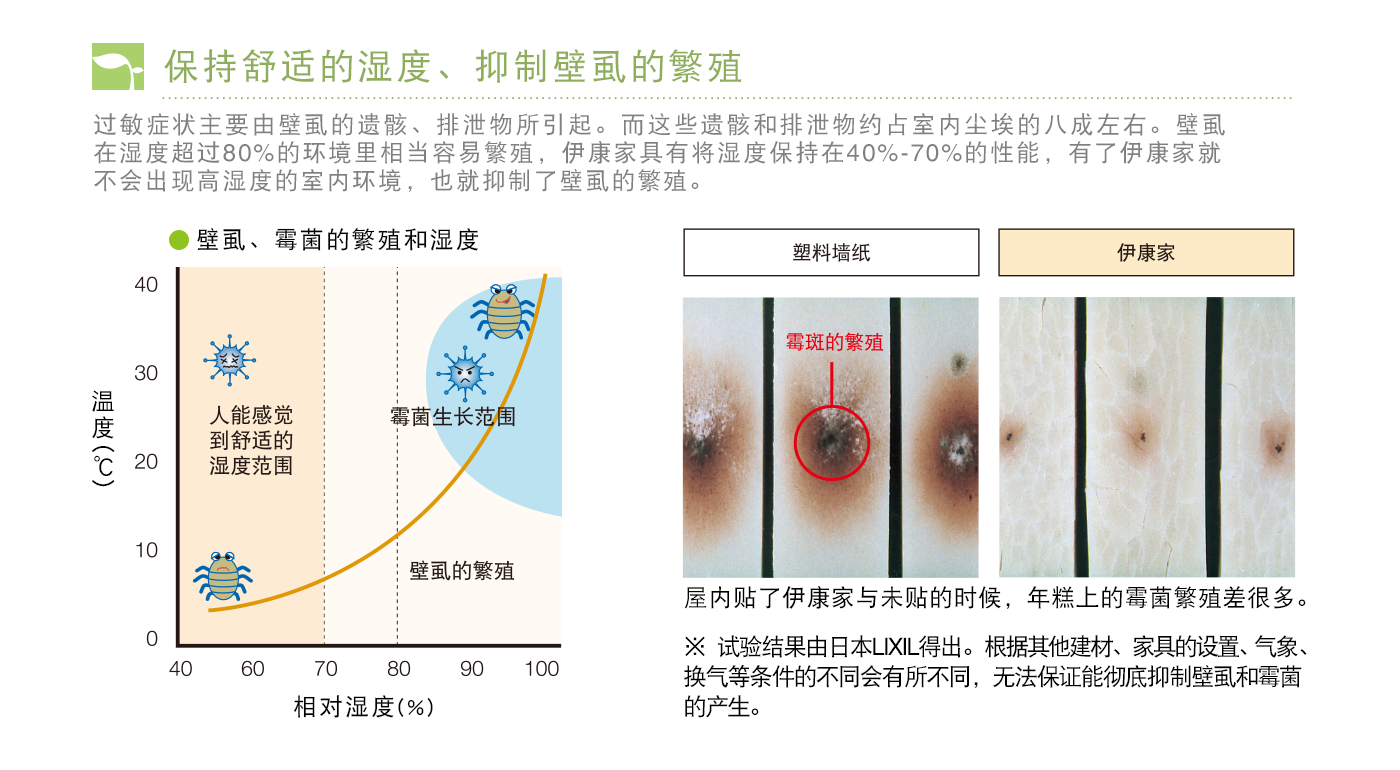 保持舒适的湿度、抑制壁虱的繁殖
过敏症状主要由壁虱的遗骸、排泄物所引起。而这些遗骸和排泄物约占室内尘埃的八成左右。壁虱
在湿度超过80%的环境里相当容易繁殖，伊康家具有将湿度保持在40%-70%的性能，有了伊康家就
不会出现高湿度的室内环境，也就抑制了壁虱的繁殖。
壁虱、霉菌的繁殖和湿度
40
30
20
10
0
温度(℃)
40 60 70 80 90 100
相对湿度(%)
人能感觉
到舒适的
湿度范围
霉菌生长范围
壁虱的繁殖
塑料墙纸
伊康家
霉斑的繁殖
屋内贴了伊康家与未贴的时候，年糕上的霉菌繁殖差很多。
※ 试验结果由日本LIXIL得出。根据其他建材、家具的设置、气象、
换气等条件的不同会有所不同，无法保证能彻底抑制壁虱和霉菌
的产生。